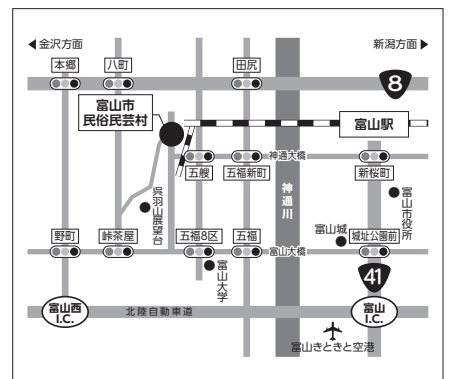 ◀金沢方面
新潟方面▶
本郷
八町
田尻
8
富山市
民俗民芸村
富山駅
神通大橋
五艘
五福新町
新桜町
呉羽山展望台
神通川
富山市役所
野町
峠茶屋
五福8区
五福
富山大橋
富山城
城址公園前
富山大学
41
富山西
I.C.
北陸自動車道
富山
I.C.
富山きときと空港